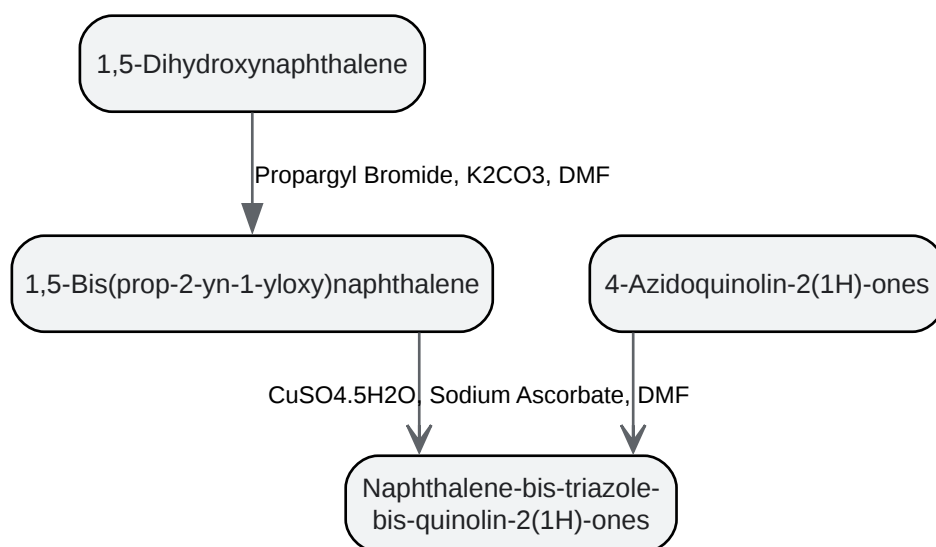 1,5-Dihydroxynaphthalene
Propargyl Bromide, K2CO3, DMF
1,5-Bis(prop-2-yn-1-yloxy)naphthalene
4-Azidoquinolin-2(1H)-ones
CuSO4.5H2O, Sodium Ascorbate, DMF
Naphthalene-bis-triazole-
bis-quinolin-2(1H)-ones